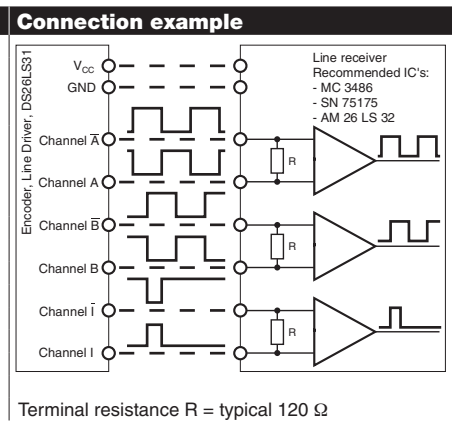 Connection example
Encoder, Line Driver, DS26LS31
V_CC
GND
Channel A̅
Channel A
Channel B̅
Channel B
Channel I̅
Channel I
Line receiver
Recommended IC's:
- MC 3486
- SN 75175
- AM 26 LS 32
R
R
R
Terminal resistance R = typical 120 Ω